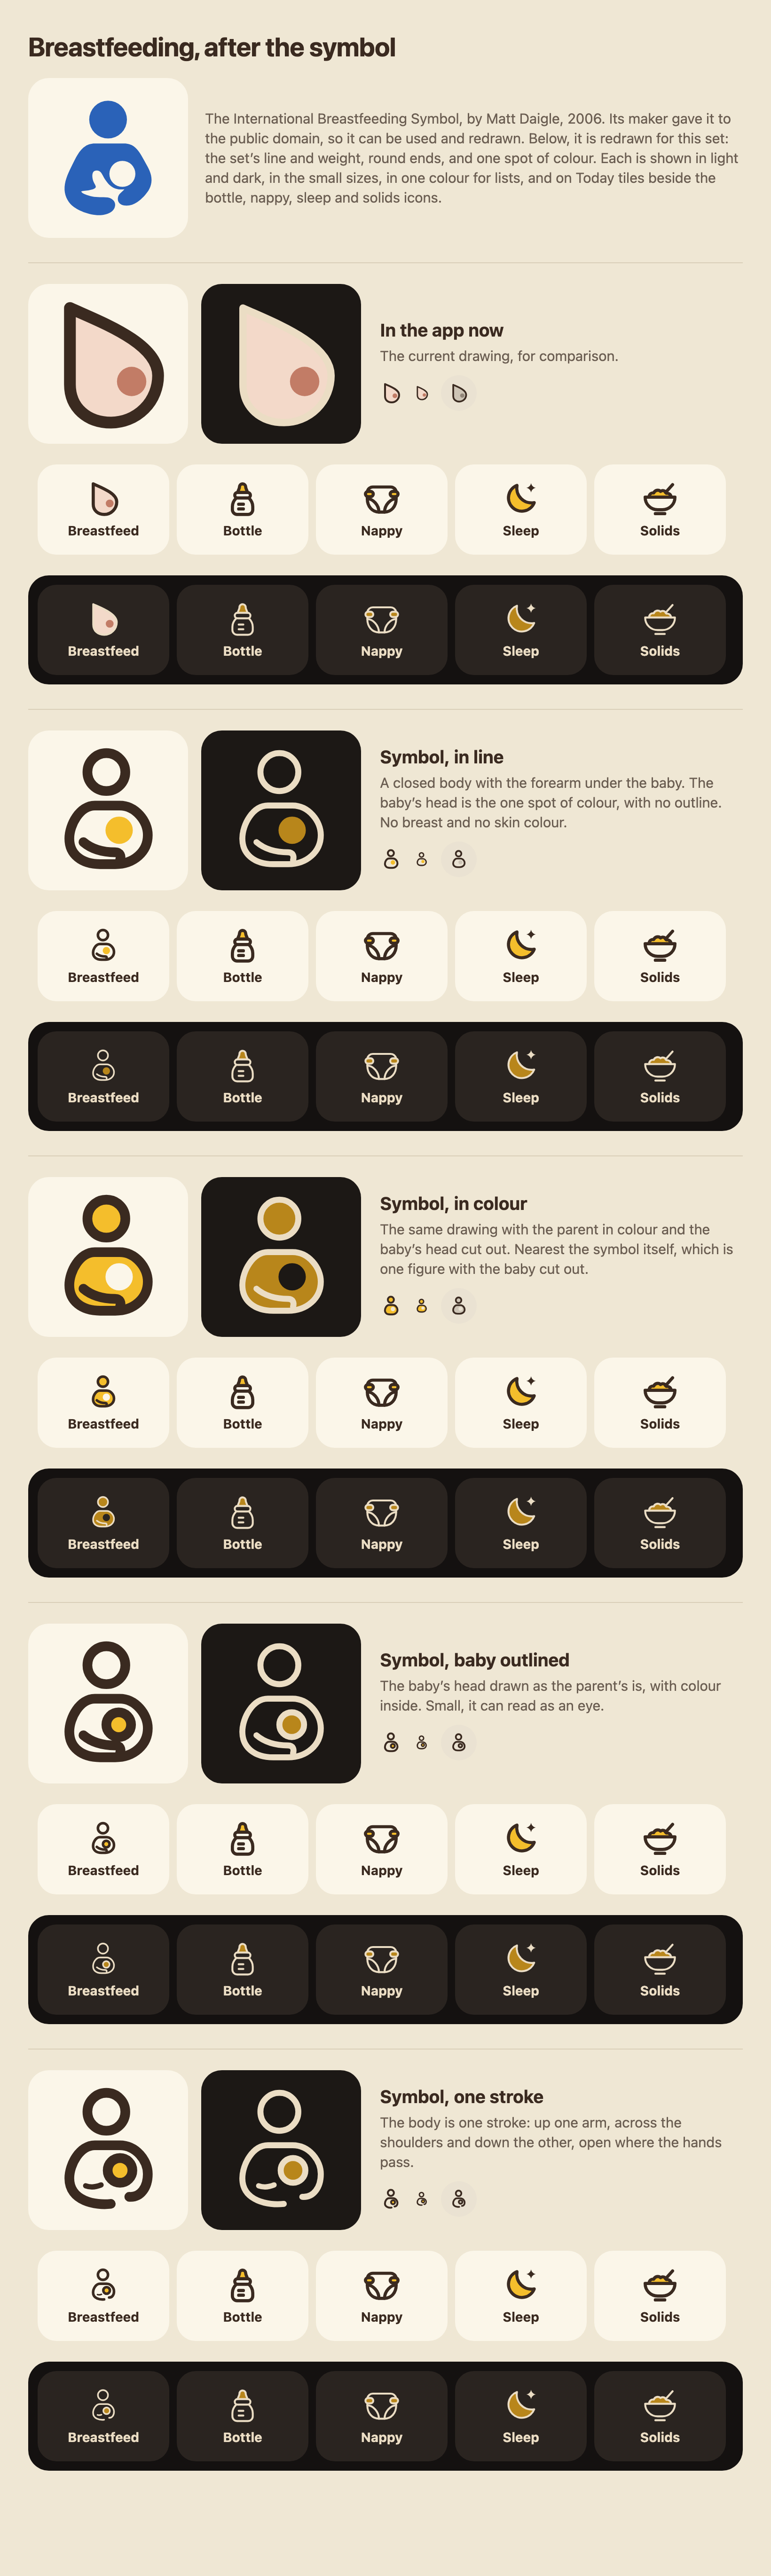 Breastfeeding, after the symbol
The International Breastfeeding Symbol, by Matt Daigle, 2006. Its maker gave it to
the public domain, so it can be used and redrawn. Below, it is redrawn for this set:
the set’s line and weight, round ends, and one spot of colour. Each is shown in light
and dark, in the small sizes, in one colour for lists, and on Today tiles beside the
bottle, nappy, sleep and solids icons.
In the app now
The current drawing, for comparison.
Breastfeed Bottle Nappy Sleep Solids
Breastfeed Bottle Nappy Sleep Solids
Symbol, in line
A closed body with the forearm under the baby. The
baby’s head is the one spot of colour, with no outline.
No breast and no skin colour.
Breastfeed Bottle Nappy Sleep Solids
Breastfeed Bottle Nappy Sleep Solids
Symbol, in colour
The same drawing with the parent in colour and the
baby’s head cut out. Nearest the symbol itself, which is
one figure with the baby cut out.
Breastfeed Bottle Nappy Sleep Solids
Breastfeed Bottle Nappy Sleep Solids
Symbol, baby outlined
The baby’s head drawn as the parent’s is, with colour
inside. Small, it can read as an eye.
Breastfeed Bottle Nappy Sleep Solids
Breastfeed Bottle Nappy Sleep Solids
Symbol, one stroke
The body is one stroke: up one arm, across the
shoulders and down the other, open where the hands
pass.
Breastfeed Bottle Nappy Sleep Solids
Breastfeed Bottle Nappy Sleep Solids